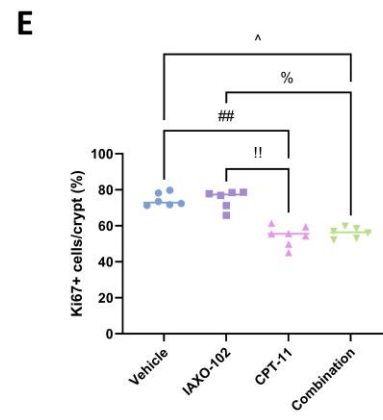 E
^
%
##
!!
Ki67+ cells/crypt (%)
100
80
60
40
20
0
Vehicle
IAXO-102
CPT-11
Combination